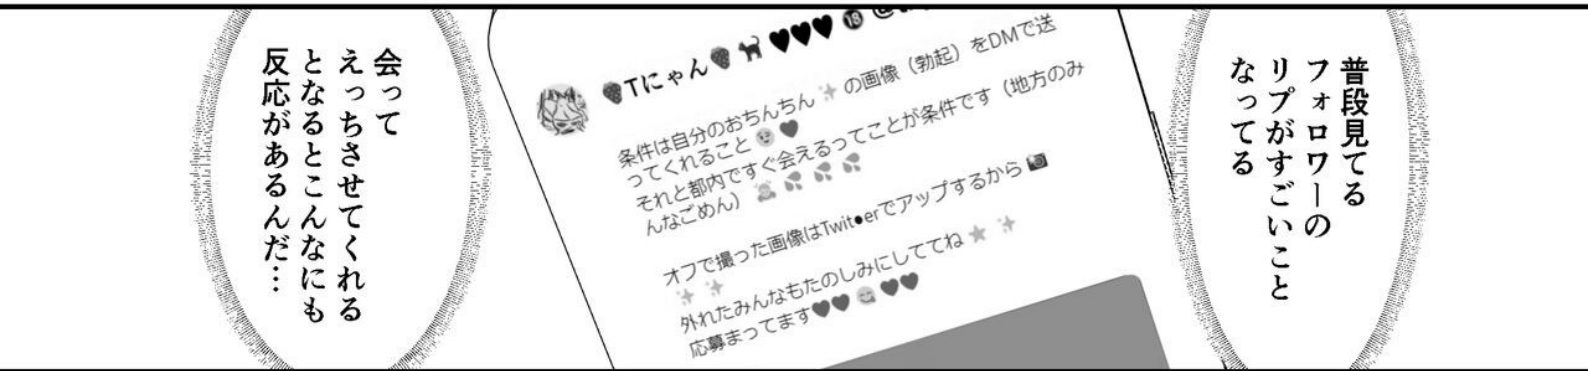 普段見てる
フォロワーの
リプがすごいこと
なってる
🍓Tにゃん🍓🐈♥♥♥🔞
条件は自分のおちんちん✨の画像（勃起）をDMで送
ってくれること😘♥
それと都内ですぐ会えるってことが条件です（地方のみ
んなごめん）🙇💦💦💦
オフで撮った画像はTwit●erでアップするから📸
✨✨
外れたみんなもたのしみにしててね★✨
応募まってます♥♥😋♥♥
会って
えっちさせてくれる
となるとこんなにも
反応があるんだ…